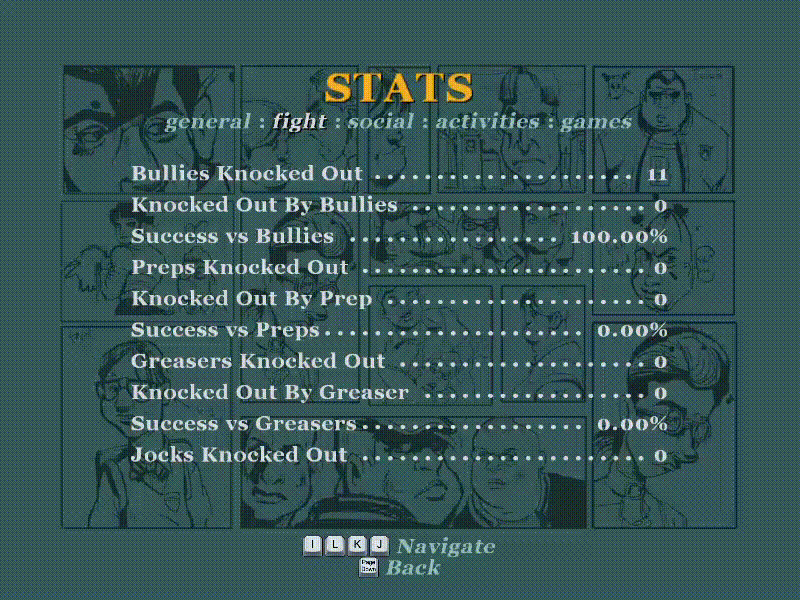 STATS
general : fight : social : activities : games
Bullies Knocked Out ..................... 11
Knocked Out By Bullies ................... 0
Success vs Bullies ................. 100.00%
Preps Knocked Out ....................... 0
Knocked Out By Prep ..................... 0
Success vs Preps..................... 0.00%
Greasers Knocked Out .................... 0
Knocked Out By Greaser .................. 0
Success vs Greasers.................. 0.00%
Jocks Knocked Out ....................... 0
I L K J Navigate
Page Down Back